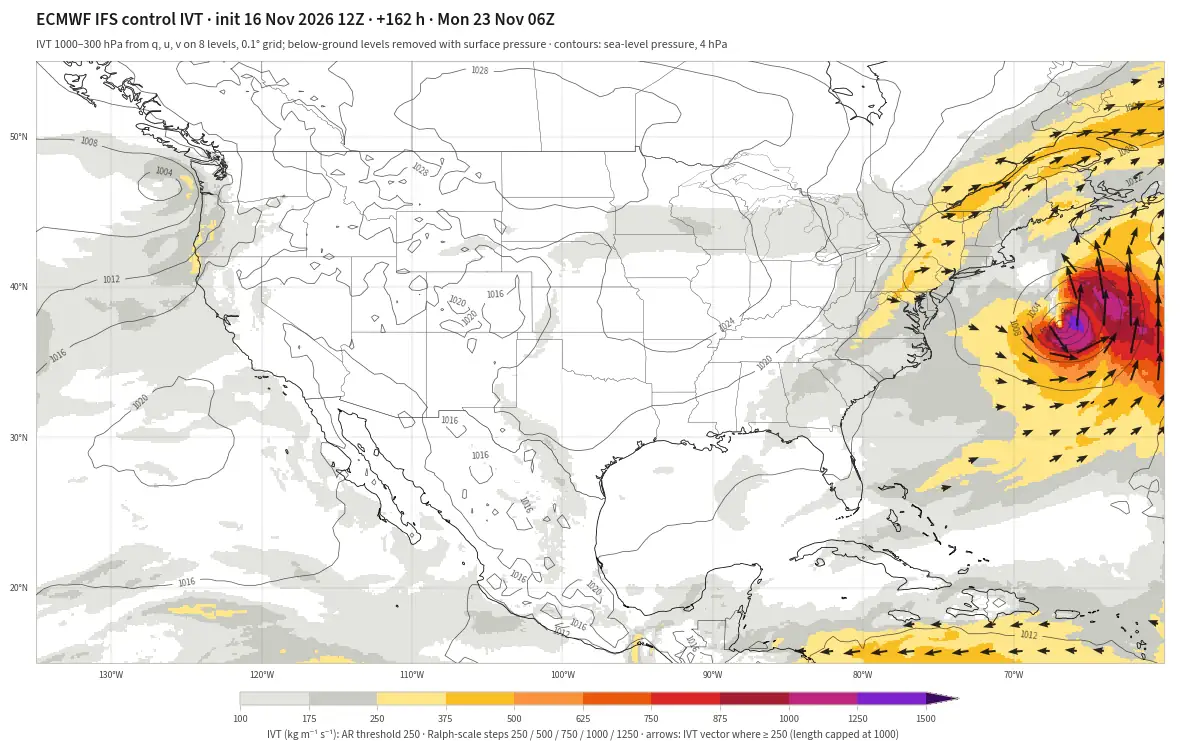 ECMWF IFS control IVT · init 16 Nov 2026 12Z · +162 h · Mon 23 Nov 06Z
IVT 1000–300 hPa from q, u, v on 8 levels, 0.1° grid; below-ground levels removed with surface pressure · contours: sea-level pressure, 4 hPa
1028
1008
50°N
1008
1028
1004
1012
1012
1016
1020
1020
40°N
1004
1008
1024
1016
1020
1020
30°N
1016
1016
1016
1016
20°N
1016
1020
1016
1012
1016
1012
130°W
120°W
110°W
100°W
90°W
80°W
70°W
100
175
250
375
500
625
750
875
1000
1250
1500
IVT (kg m⁻¹ s⁻¹): AR threshold 250 · Ralph-scale steps 250 / 500 / 750 / 1000 / 1250 · arrows: IVT vector where ≥ 250 (length capped at 1000)